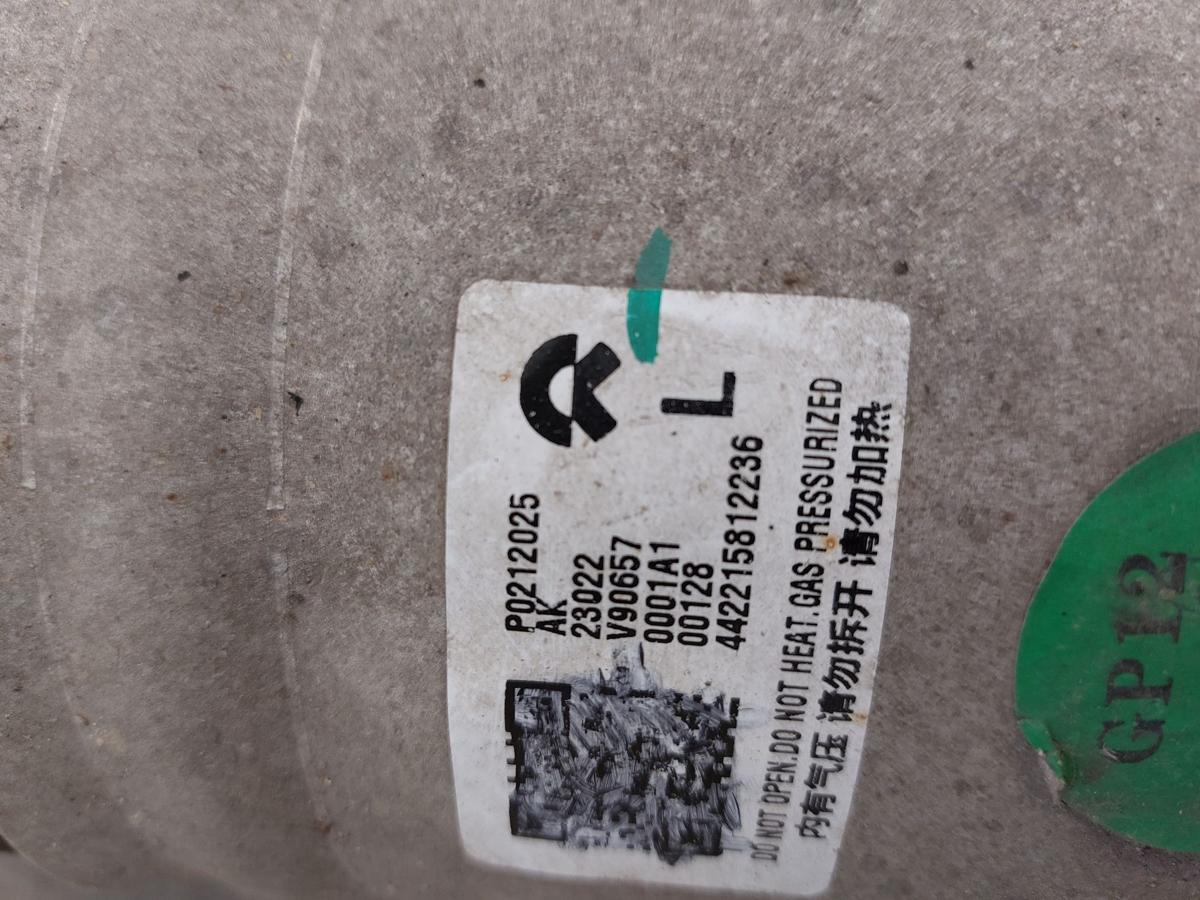 P0212025
AK
23022
V90657
0001A1
00128
442215812236
L
DO NOT OPEN.DO NOT HEAT.GAS PRESSURIZED
内有气压 请勿拆开 请勿加热
GP12